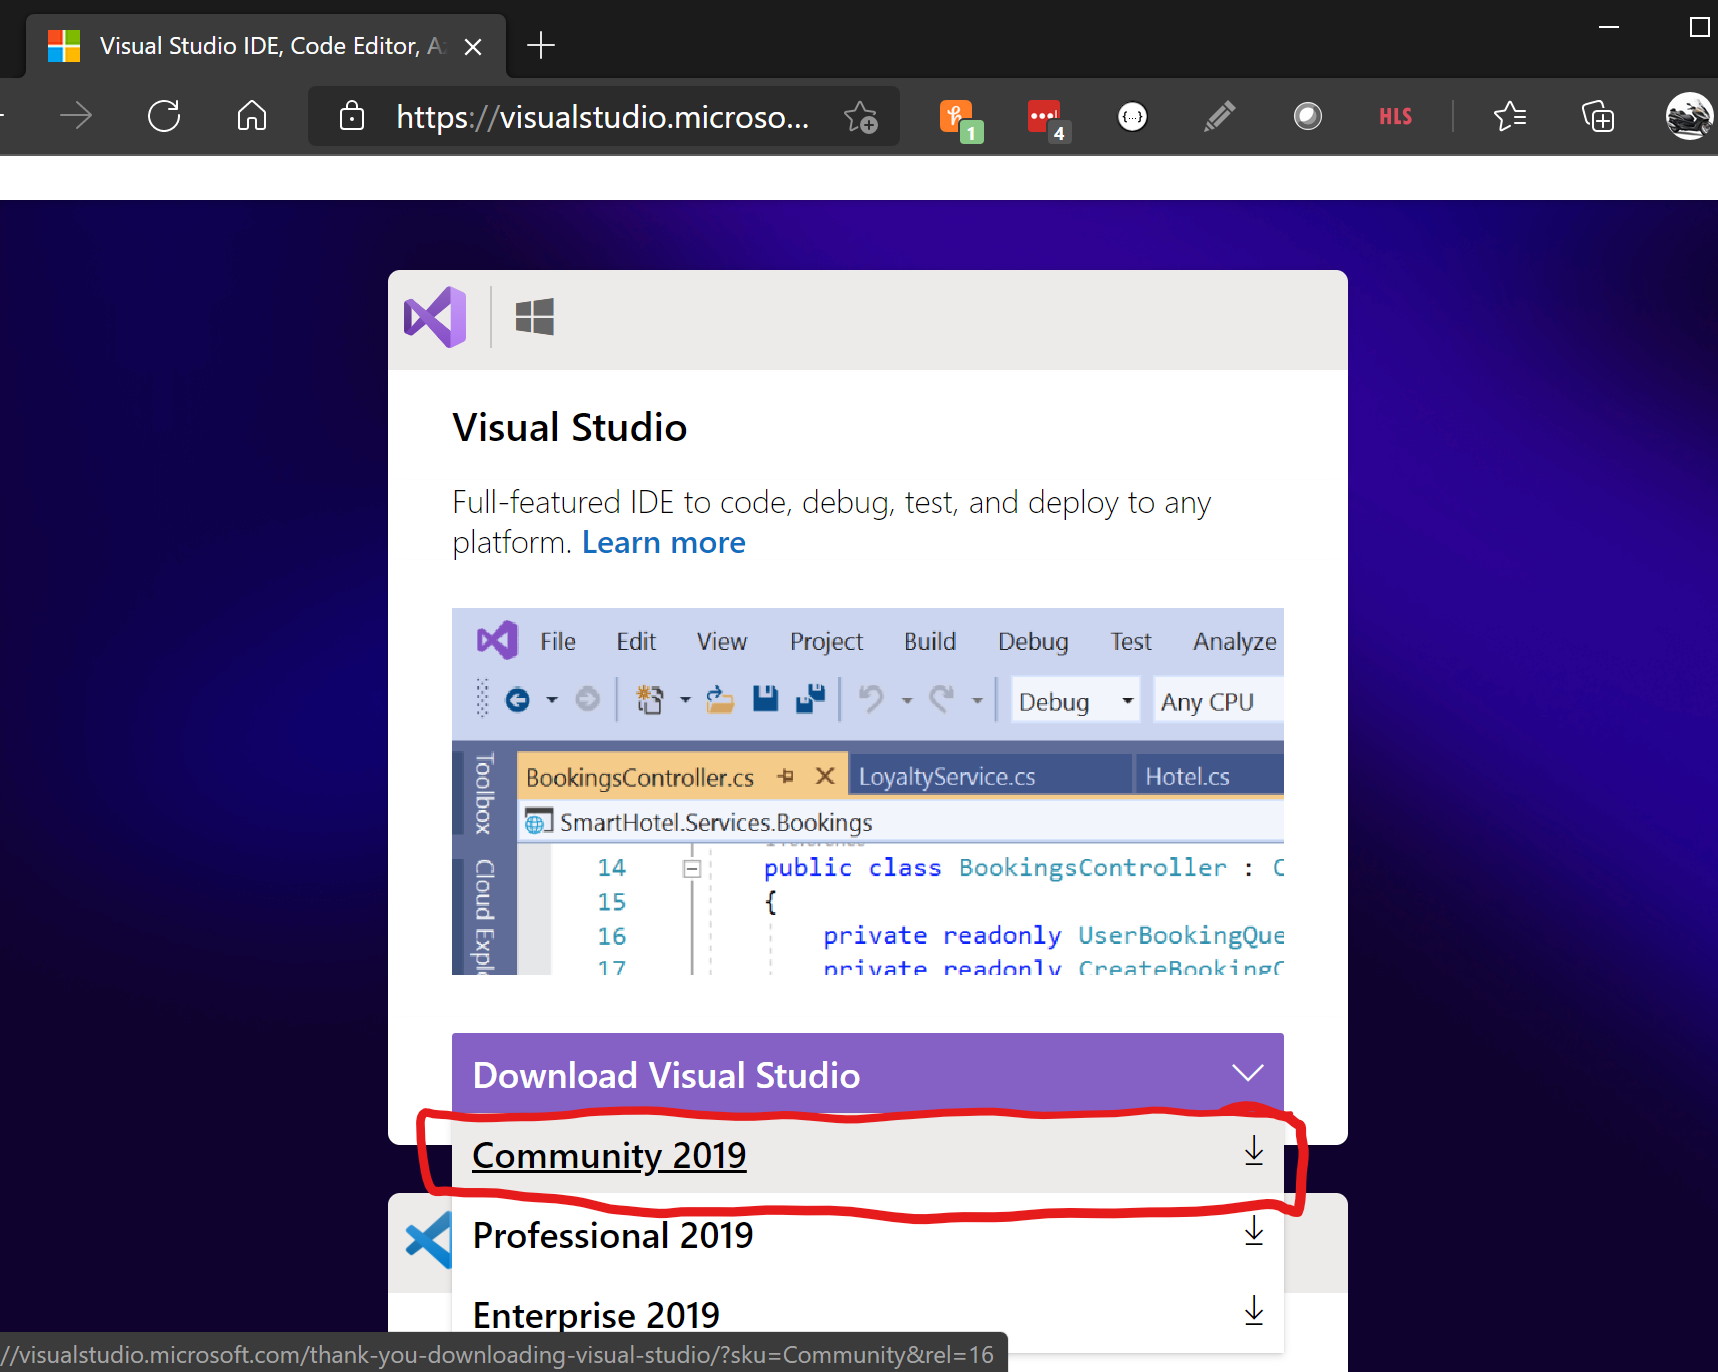 Visual Studio IDE, Code Editor, A
https://visualstudio.microso...
1
4
{...}
HLS
Visual Studio
Full-featured IDE to code, debug, test, and deploy to any
platform. Learn more
File Edit View Project Build Debug Test Analyze
Debug Any CPU
Toolbox
Cloud Explo
BookingsController.cs LoyaltyService.cs Hotel.cs
SmartHotel.Services.Bookings
14 public class BookingsController : C
15 {
16 private readonly UserBookingQue
17 private readonly CreateBookingC
Download Visual Studio
Community 2019
Professional 2019
Enterprise 2019
//visualstudio.microsoft.com/thank-you-downloading-visual-studio/?sku=Community&rel=16